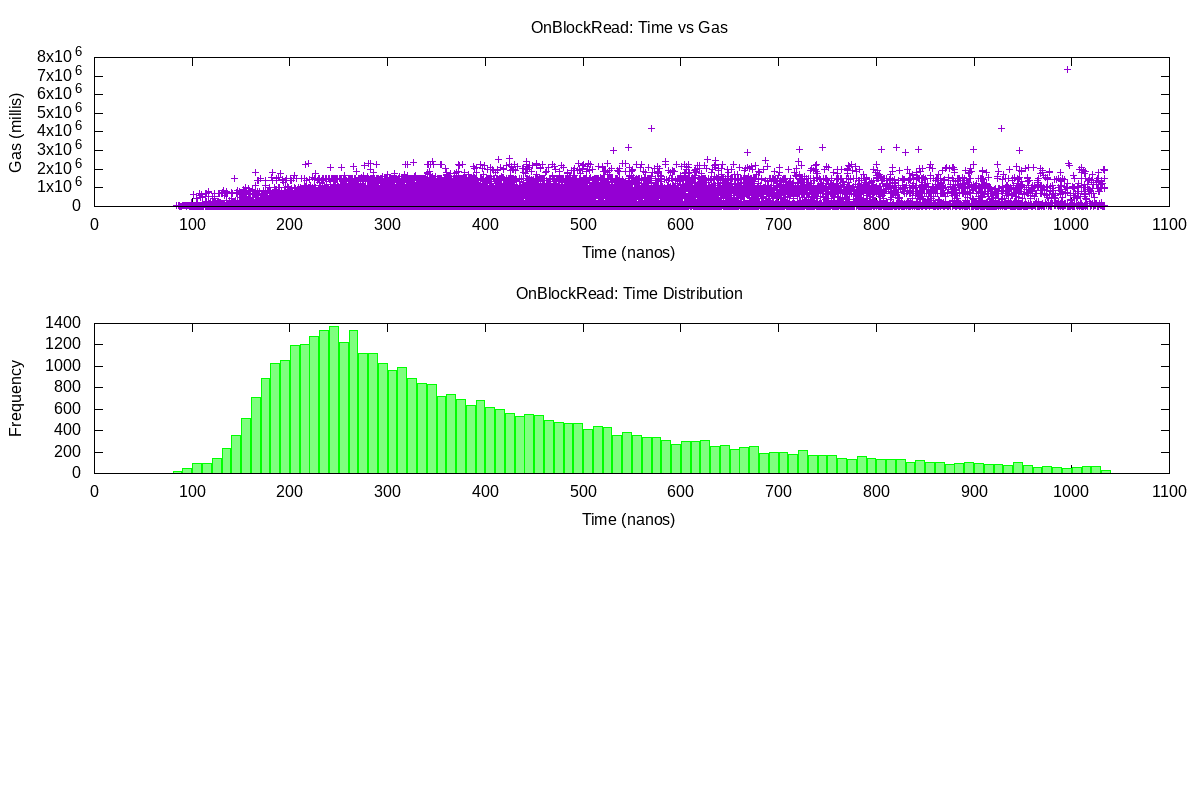 OnBlockRead: Time vs Gas
8x10^6
7x10^6
6x10^6
5x10^6
4x10^6
3x10^6
2x10^6
1x10^6
0
Gas (millis)
0 100 200 300 400 500 600 700 800 900 1000 1100
Time (nanos)
OnBlockRead: Time Distribution
1400
1200
1000
800
600
400
200
0
Frequency
0 100 200 300 400 500 600 700 800 900 1000 1100
Time (nanos)